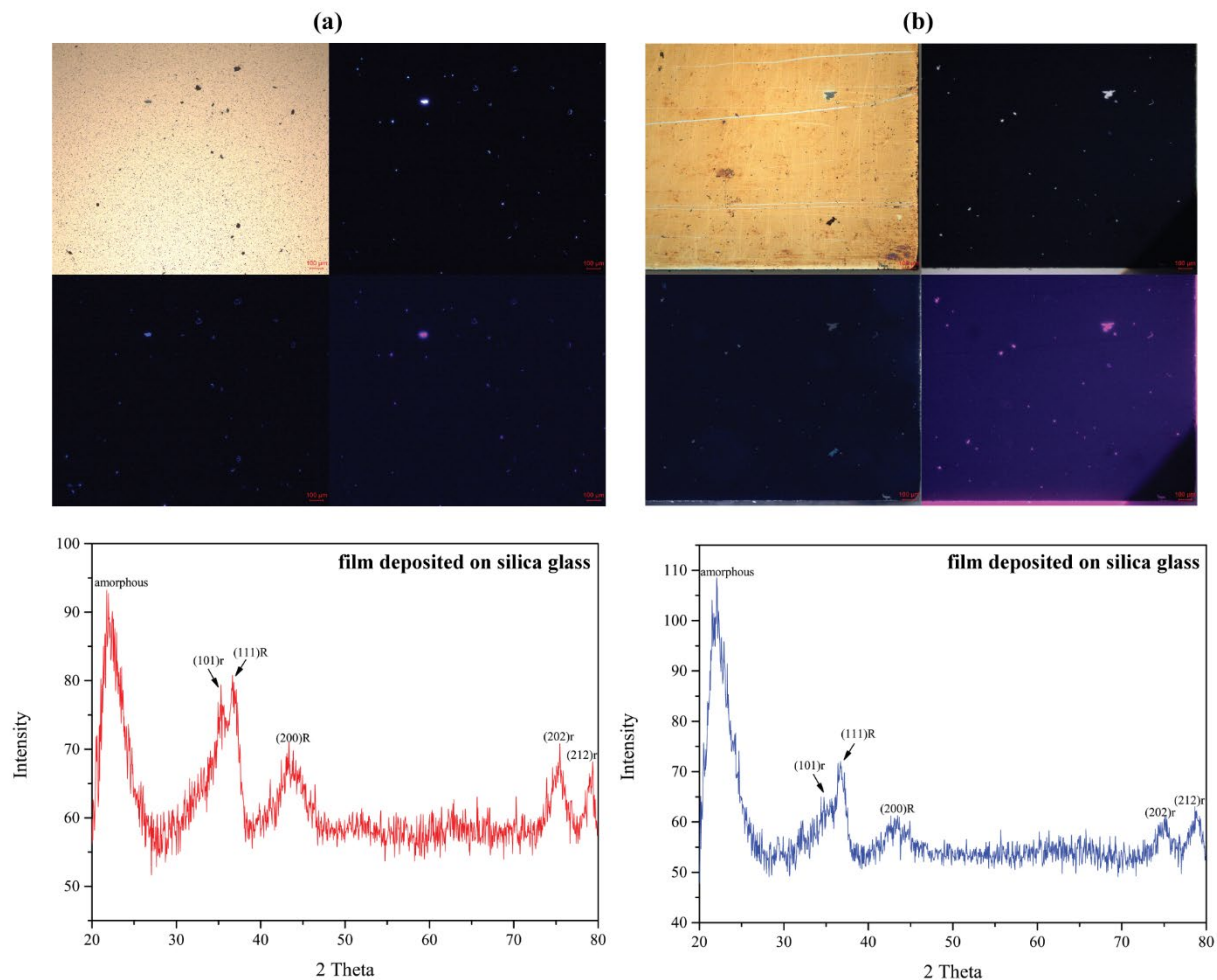 (a)
(b)
100 µm
100 µm
100 µm
100 µm
100 µm
100 µm
100 µm
100 µm
film deposited on silica glass
100
90
80
70
60
50
amorphous
(101)r
(111)R
(200)R
(202)r
(212)r
Intensity
20 30 40 50 60 70 80
2 Theta
film deposited on silica glass
110
100
90
80
70
60
50
40
amorphous
(101)r
(111)R
(200)R
(202)r
(212)r
Intensity
20 30 40 50 60 70 80
2 Theta